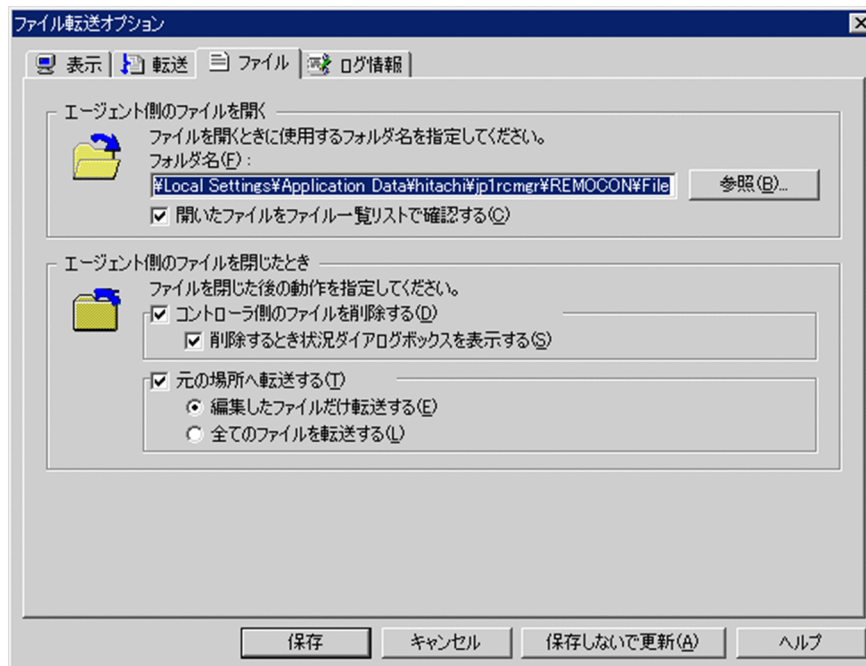 ファイル転送オプション
表示 転送 ファイル ログ情報
エージェント側のファイルを開く
ファイルを開くときに使用するフォルダ名を指定してください。
フォルダ名(F):
¥Local Settings¥Application Data¥hitachi¥jp1rcmgr¥REMOCON¥File 参照(B)...
開いたファイルをファイル一覧リストで確認する(C)
エージェント側のファイルを閉じたとき
ファイルを閉じた後の動作を指定してください。
コントローラ側のファイルを削除する(D)
削除するとき状況ダイアログボックスを表示する(S)
元の場所へ転送する(T)
編集したファイルだけ転送する(E)
全てのファイルを転送する(L)
保存 キャンセル 保存しないで更新(A) ヘルプ